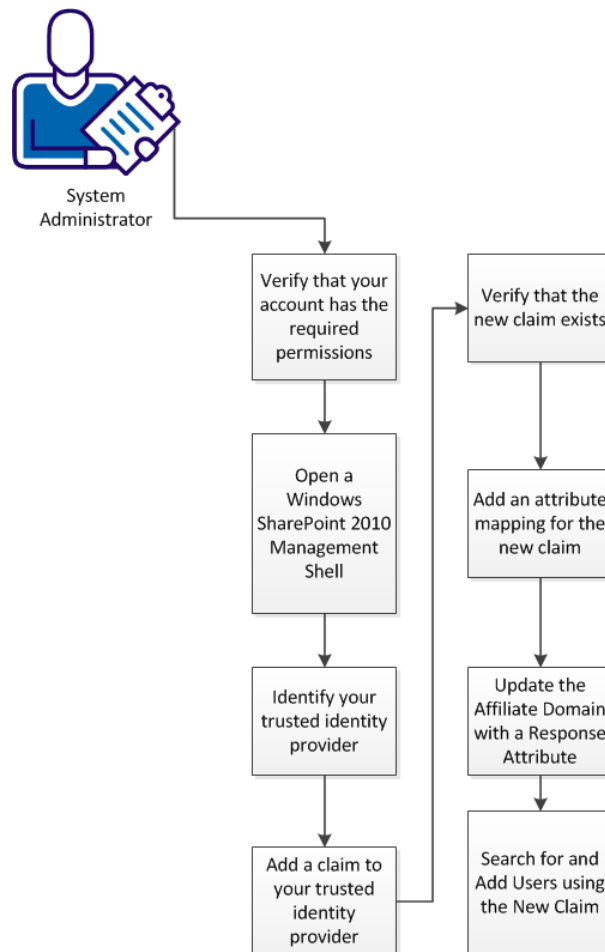 System
Administrator
Verify that your
account has the
required
permissions
Open a
Windows
SharePoint 2010
Management
Shell
Identify your
trusted identity
provider
Add a claim to
your trusted
identity
provider
Verify that the
new claim exists
Add an attribute
mapping for the
new claim
Update the
Affiliate Domain
with a Response
Attribute
Search for and
Add Users using
the New Claim